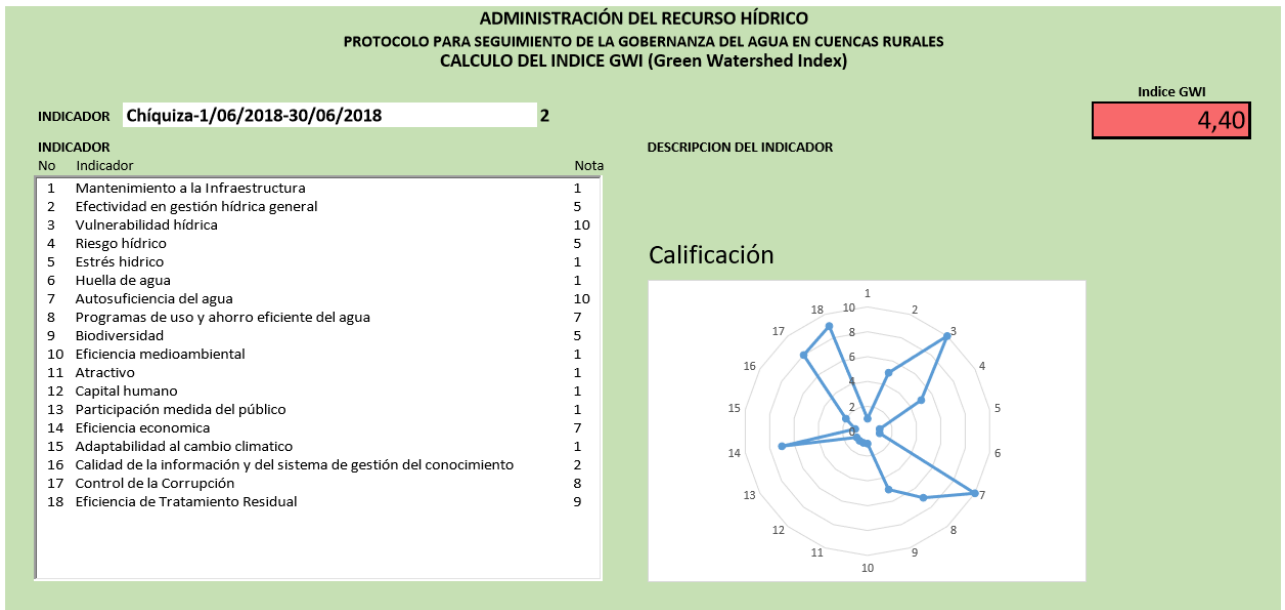 ADMINISTRACIÓN DEL RECURSO HÍDRICO
PROTOCOLO PARA SEGUIMIENTO DE LA GOBERNANZA DEL AGUA EN CUENCAS RURALES
CALCULO DEL INDICE GWI (Green Watershed Index)
Indice GWI
4,40
INDICADOR Chíquiza-1/06/2018-30/06/2018 2
INDICADOR
No Indicador Nota
1 Mantenimiento a la Infraestructura 1
2 Efectividad en gestión hídrica general 5
3 Vulnerabilidad hídrica 10
4 Riesgo hídrico 5
5 Estrés hidrico 1
6 Huella de agua 1
7 Autosuficiencia del agua 10
8 Programas de uso y ahorro eficiente del agua 7
9 Biodiversidad 5
10 Eficiencia medioambiental 1
11 Atractivo 1
12 Capital humano 1
13 Participación medida del público 1
14 Eficiencia economica 7
15 Adaptabilidad al cambio climatico 1
16 Calidad de la información y del sistema de gestión del conocimiento 2
17 Control de la Corrupción 8
18 Eficiencia de Tratamiento Residual 9
DESCRIPCION DEL INDICADOR
Calificación
1
2
3
4
5
6
7
8
9
10
11
12
13
14
15
16
17
18
10
8
6
4
2
0